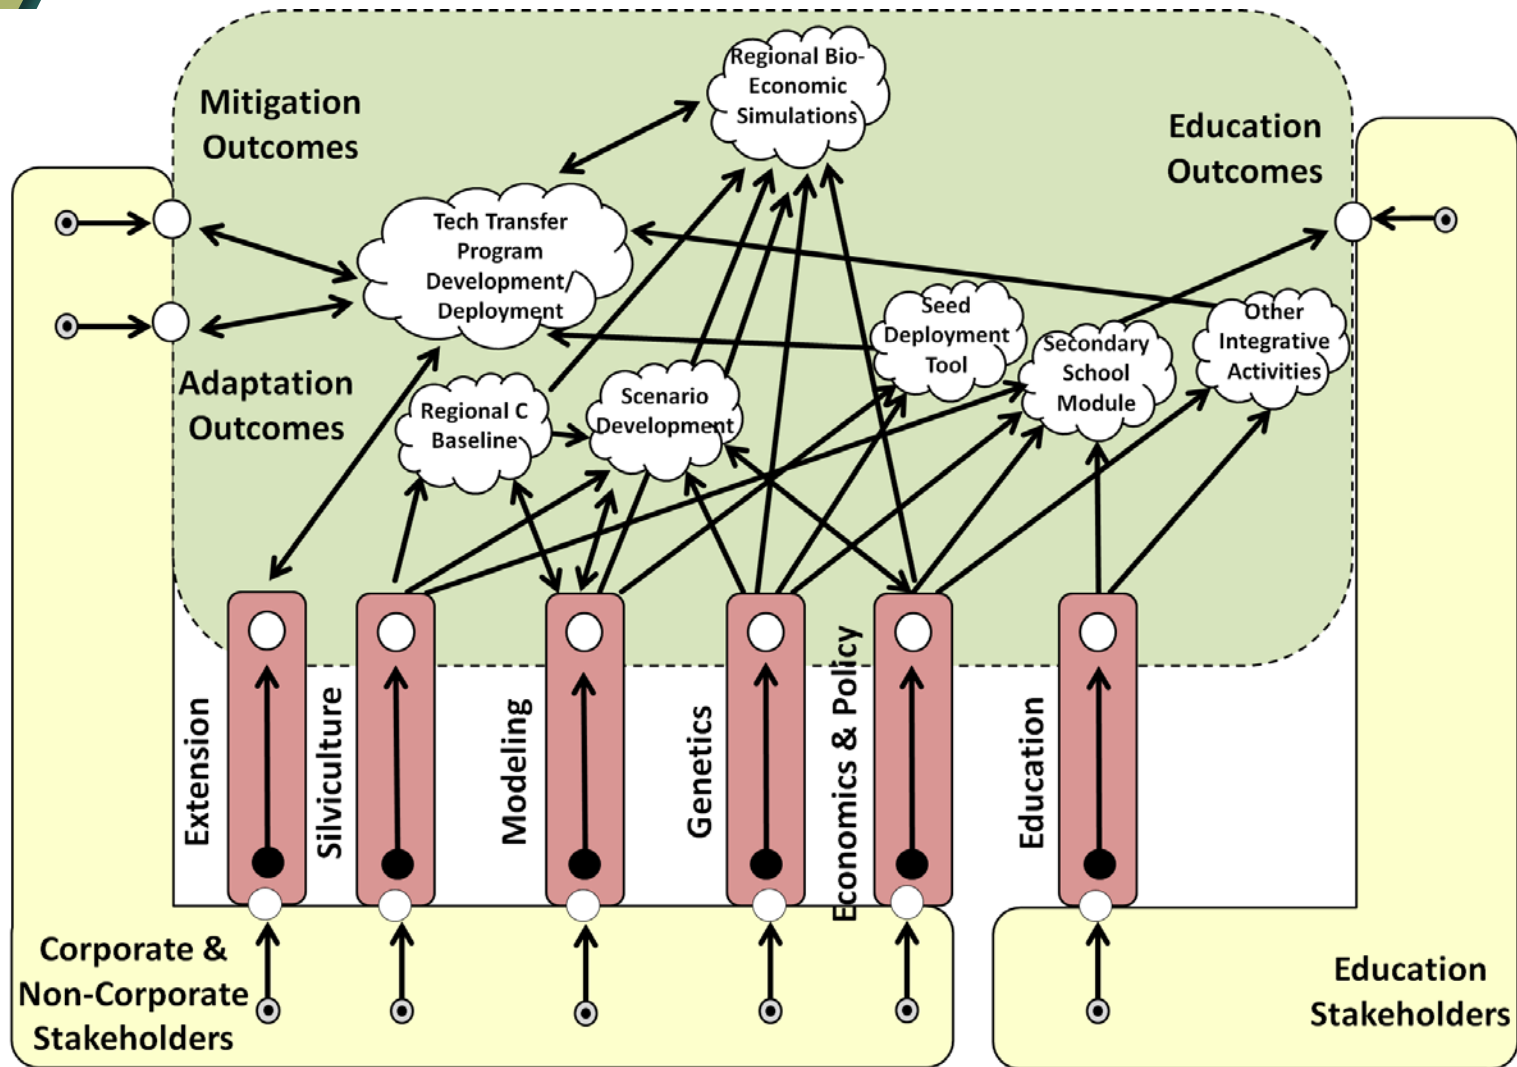 Regional Bio-
Economic
Simulations
Mitigation
Outcomes
Education
Outcomes
Tech Transfer
Program
Development/
Deployment
Seed
Deployment
Tool
Secondary
School
Module
Other
Integrative
Activities
Adaptation
Outcomes
Regional C
Baseline
Scenario
Development
Extension
Silviculture
Modeling
Genetics
Economics & Policy
Education
Corporate &
Non-Corporate
Stakeholders
Education
Stakeholders